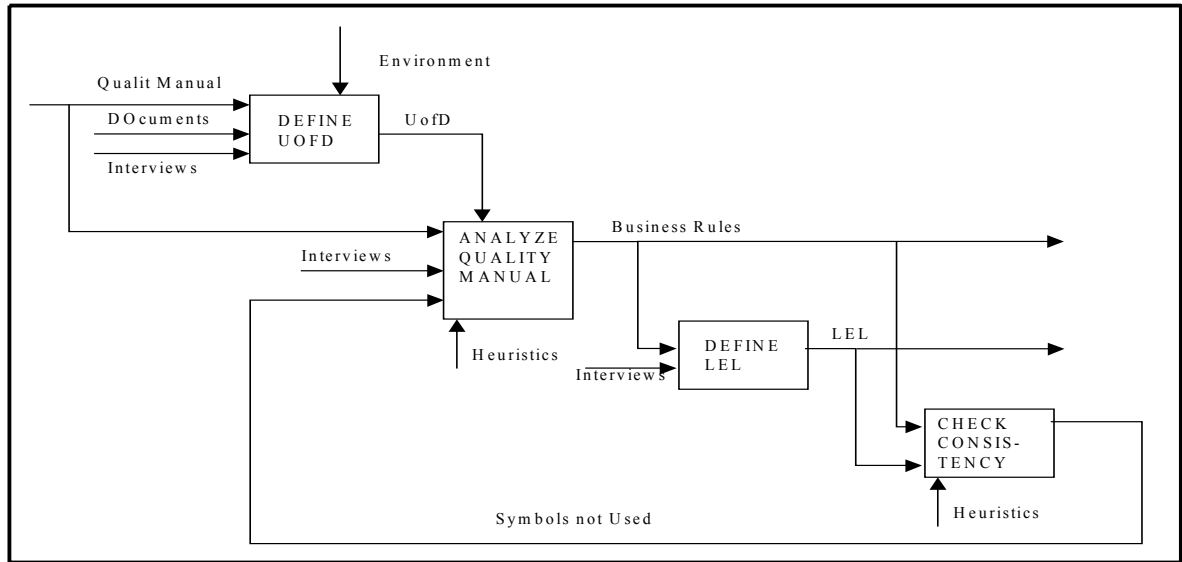 Environment
Qualit Manual
DOcuments
Interviews
DEFINE
UOFD
UofD
ANALYZE
QUALITY
MANUAL
Interviews
Heuristics
Business Rules
DEFINE
LEL
Interviews
LEL
CHECK
CONSIS-
TENCY
Heuristics
Symbols not Used